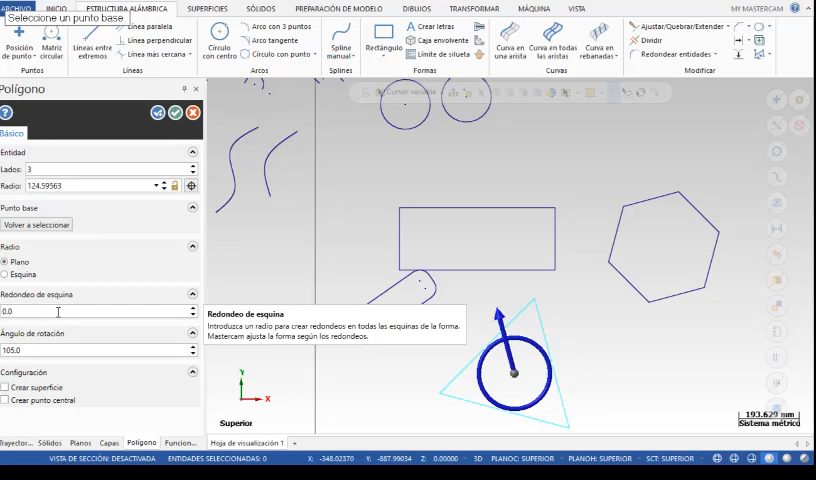 ARCHIVO INICIO ESTRUCTURA ALÁMBRICA SUPERFICIES SÓLIDOS PREPARACIÓN DE MODELO DIBUJOS TRANSFORMAR MÁQUINA VISTA MY MASTERCAM
Seleccione un punto base
Posición de punto
Matriz circular
Puntos
Líneas entre extremos
Línea paralela
Línea perpendicular
Línea más cercana
Líneas
Círculo con centro
Arco con 3 puntos
Arco tangente
Círculo con punto
Arcos
Spline manual
Splines
Rectángulo
Crear letras
Caja envolvente
Límite de silueta
Formas
Curva en una arista
Curva en todas las aristas
Curva en rebanadas
Curvas
Ajustar/Quebrar/Extender
Dividir
Redondear entidades
Modificar
Polígono
Básico
Entidad
Lados: 3
Radio: 124.59563
Punto base
Volver a seleccionar
Radio
Plano
Esquina
Redondeo de esquina
0.0
Ángulo de rotación
105.0
Configuración
Crear superficie
Crear punto central
Cursor variable
Redondeo de esquina
Introduzca un radio para crear redondeos en todas las esquinas de la forma.
Mastercam ajusta la forma según los redondeos.
Y
X
Superior
193.629 mm
Sistema métrico
Trayector... Sólidos Planos Capas Polígono Funcion...
Hoja de visualización 1 +
VISTA DE SECCIÓN: DESACTIVADA ENTIDADES SELECCIONADAS: 0 X: -348.02370 Y: -887.99034 Z: 0.00000 3D PLANOC: SUPERIOR PLANOH: SUPERIOR SCT: SUPERIOR